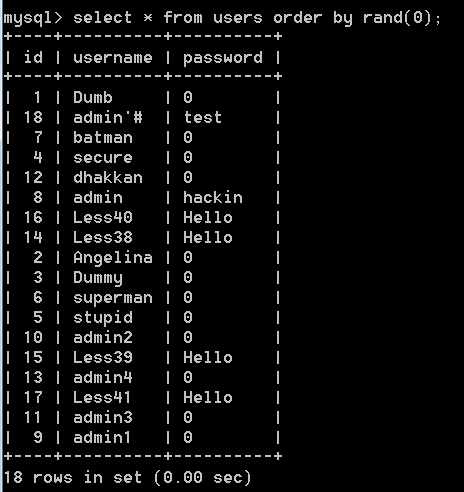 mysql> select * from users order by rand(0);
+----+----------+----------+
| id | username | password |
+----+----------+----------+
|  1 | Dumb     | 0        |
| 18 | admin'#  | test     |
|  7 | batman   | 0        |
|  4 | secure   | 0        |
| 12 | dhakkan  | 0        |
|  8 | admin    | hackin   |
| 16 | Less40   | Hello    |
| 14 | Less38   | Hello    |
|  2 | Angelina | 0        |
|  3 | Dummy    | 0        |
|  6 | superman | 0        |
|  5 | stupid   | 0        |
| 10 | admin2   | 0        |
| 15 | Less39   | Hello    |
| 13 | admin4   | 0        |
| 17 | Less41   | Hello    |
| 11 | admin3   | 0        |
|  9 | admin1   | 0        |
+----+----------+----------+
18 rows in set (0.00 sec)